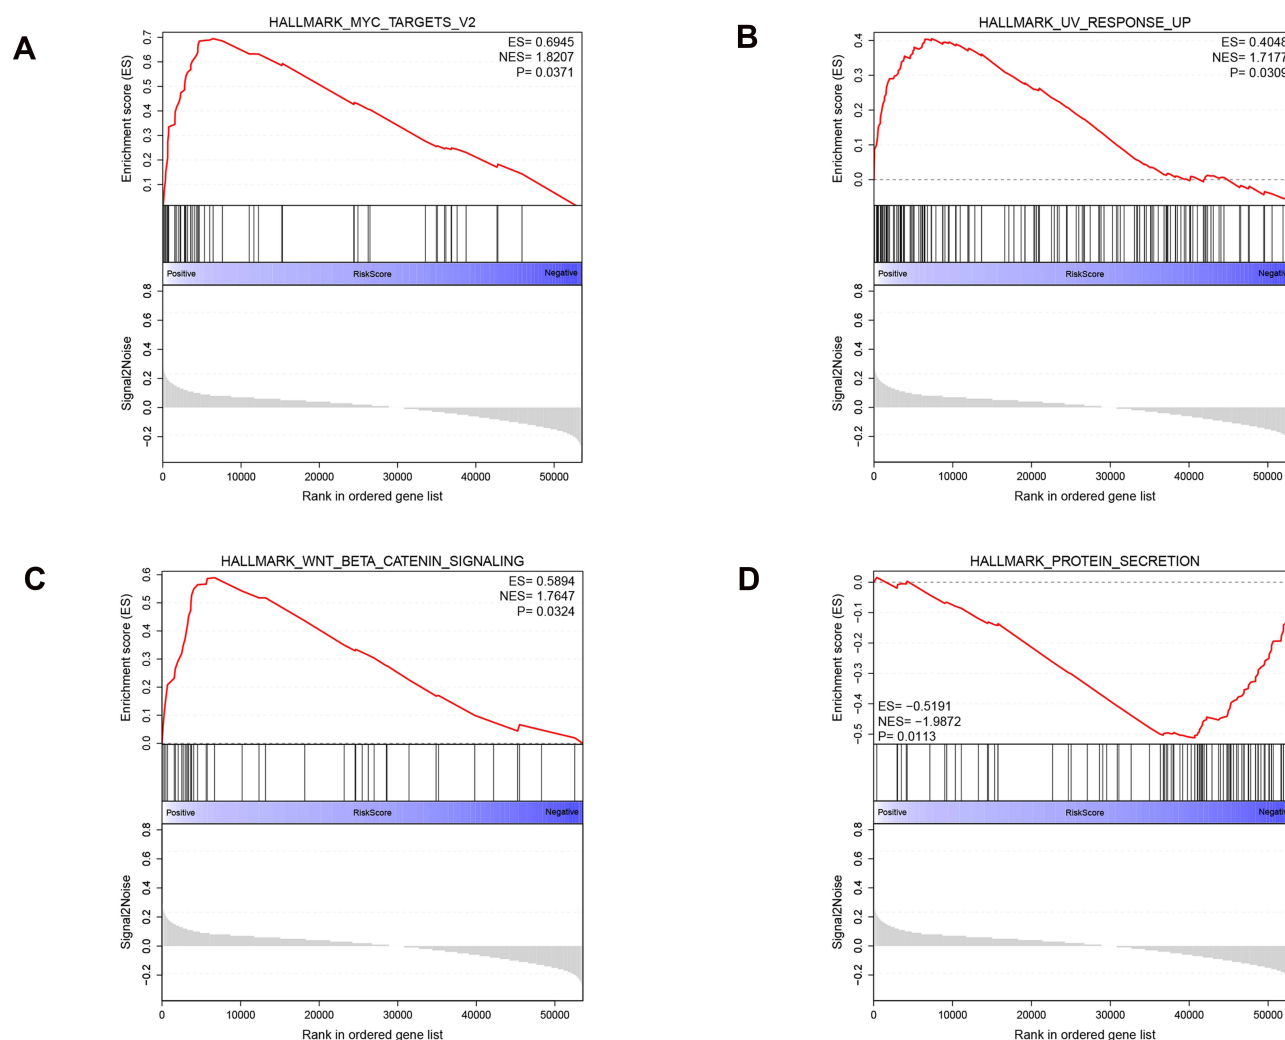 A
HALLMARK_MYC_TARGETS_V2
ES= 0.6945
NES= 1.8207
P= 0.0371
Enrichment score (ES)
0.7
0.6
0.5
0.4
0.3
0.2
0.1
Positive RiskScore Negative
Signal2Noise
0.8
0.6
0.4
0.2
0.0
−0.2
0 10000 20000 30000 40000 50000
Rank in ordered gene list
B
HALLMARK_UV_RESPONSE_UP
ES= 0.4048
NES= 1.7177
P= 0.0309
Enrichment score (ES)
0.4
0.3
0.2
0.1
0.0
Positive RiskScore Negative
Signal2Noise
0.8
0.6
0.4
0.2
0.0
−0.2
0 10000 20000 30000 40000 50000
Rank in ordered gene list
C
HALLMARK_WNT_BETA_CATENIN_SIGNALING
ES= 0.5894
NES= 1.7647
P= 0.0324
Enrichment score (ES)
0.6
0.5
0.4
0.3
0.2
0.1
0.0
Positive RiskScore Negative
Signal2Noise
0.8
0.6
0.4
0.2
0.0
−0.2
0 10000 20000 30000 40000 50000
Rank in ordered gene list
D
HALLMARK_PROTEIN_SECRETION
Enrichment score (ES)
0.0
−0.1
−0.2
−0.3
−0.4
−0.5
ES= −0.5191
NES= −1.9872
P= 0.0113
Positive RiskScore Negative
Signal2Noise
0.8
0.6
0.4
0.2
0.0
−0.2
0 10000 20000 30000 40000 50000
Rank in ordered gene list